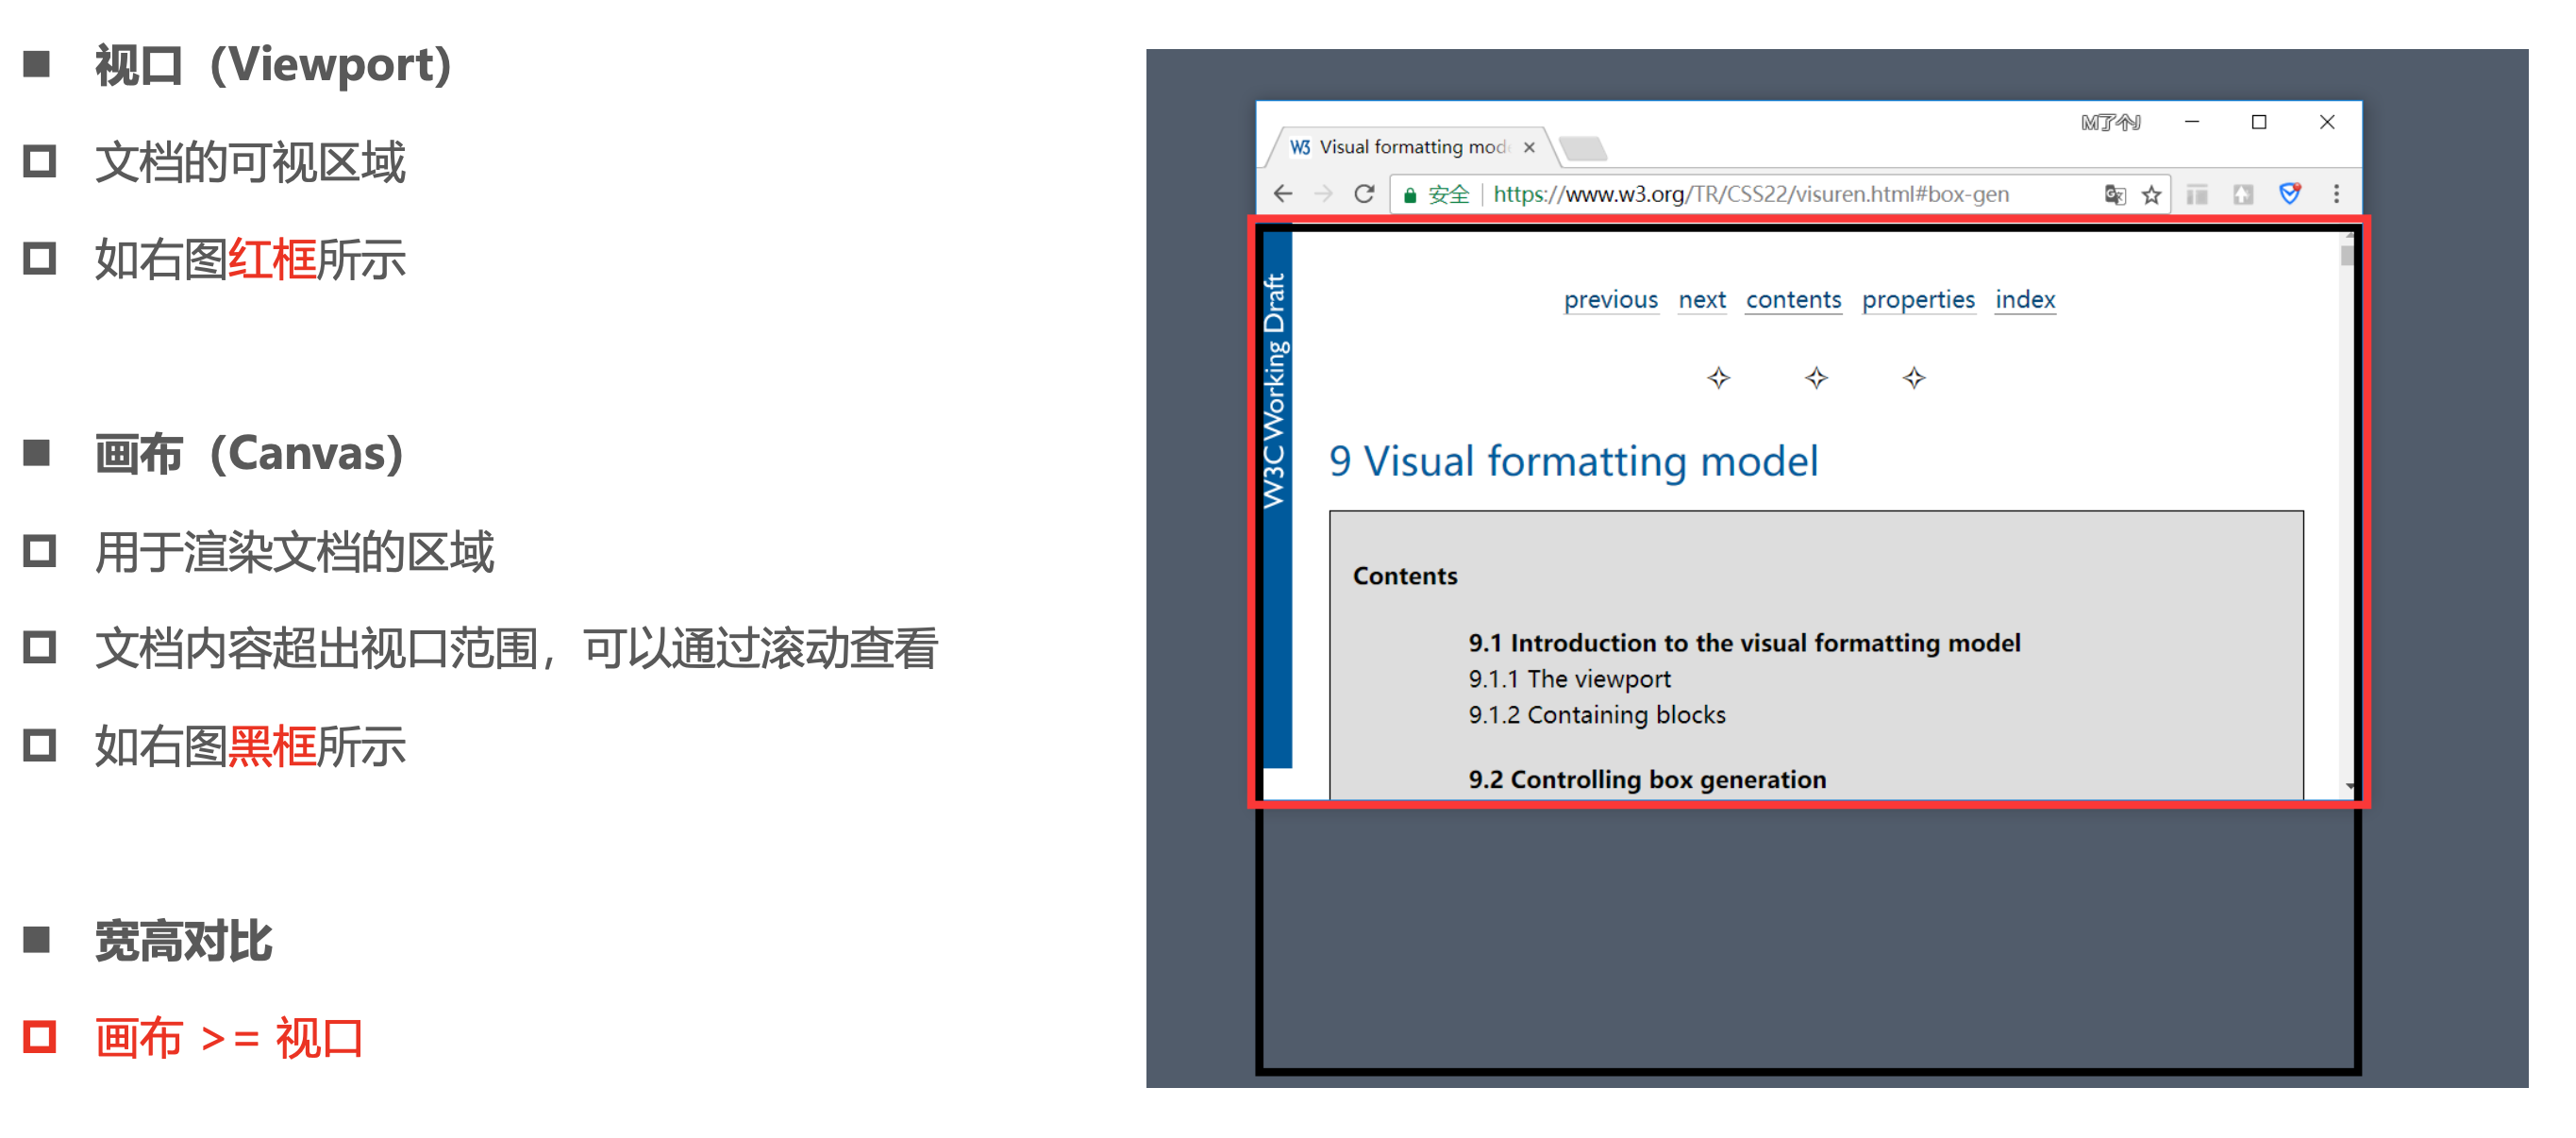 视口（Viewport）
文档的可视区域
如右图红框所示
画布（Canvas）
用于渲染文档的区域
文档内容超出视口范围，可以通过滚动查看
如右图黑框所示
宽高对比
画布 >= 视口
M了个J
W3 Visual formatting mod
安全 https://www.w3.org/TR/CSS22/visuren.html#box-gen
W3C Working Draft
previous next contents properties index
9 Visual formatting model
Contents
9.1 Introduction to the visual formatting model
9.1.1 The viewport
9.1.2 Containing blocks
9.2 Controlling box generation